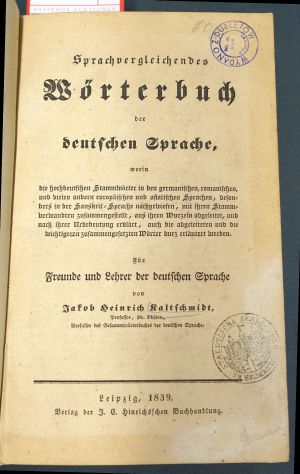 Sprachvergleichendes
Wörterbuch
der
deutschen Sprache,
worin
die hochdeutschen Stammwörter in den germanischen, romanischen,
und vielen andern europäischen und asiatischen Sprachen, beson-
ders in der Sanskrit-Sprache nachgewiesen, mit ihren Stamm-
verwandten zusammengestellt, aus ihren Wurzeln abgeleitet, und
nach ihrer Urbedeutung erklärt, auch die abgeleiteten und die
wichtigeren zusammengesetzten Wörter kurz erläutert werden.
Für
Freunde und Lehrer der deutschen Sprache
von
Jakob Heinrich Kaltschmidt,
Professor, Dr. Philos.,
Verfasser des Gesammtwörterbuches der deutschen Sprache.
Leipzig, 1839.
Verlag der J. C. Hinrichsschen Buchhandlung.
WYDANO Z DUBLETÓW